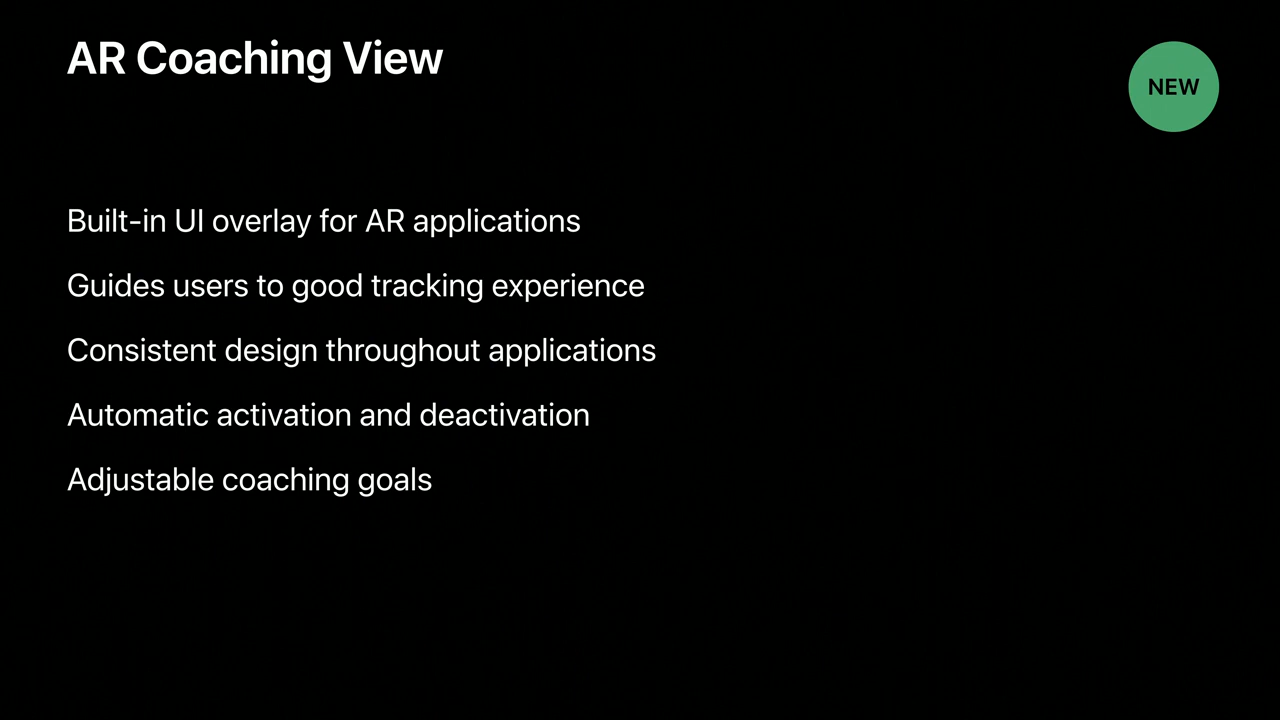 AR Coaching View
NEW
Built-in UI overlay for AR applications
Guides users to good tracking experience
Consistent design throughout applications
Automatic activation and deactivation
Adjustable coaching goals